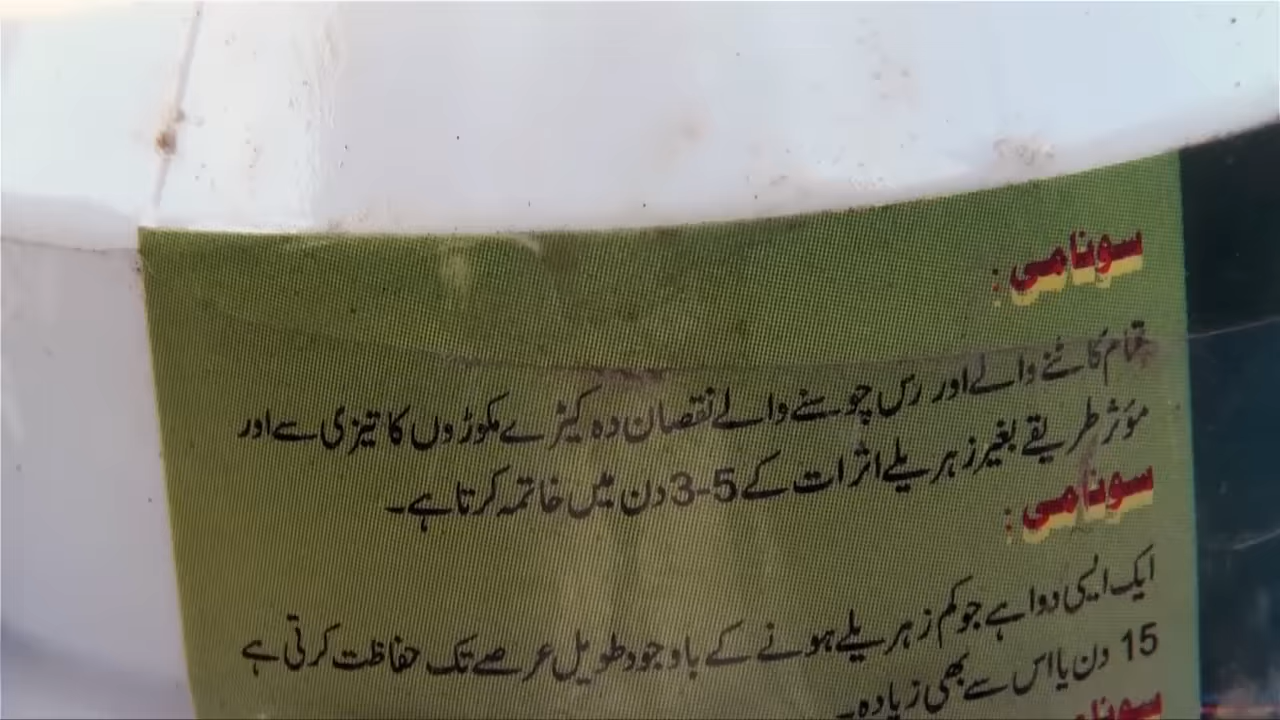 سونامی :
تمام کاٹنے والے اور رس چوسنے والے نقصان دہ کیڑے مکوڑوں کا تیزی سے اور
مؤثر طریقے بغیر زہریلے اثرات کے 5-3 دن میں خاتمہ کرتا ہے۔
سونامی :
ایک ایسی دوا ہے جو کم زہریلے ہونے کے باوجود طویل عرصے تک حفاظت کرتی ہے
15 دن یا اس سے بھی زیادہ۔
سونامی